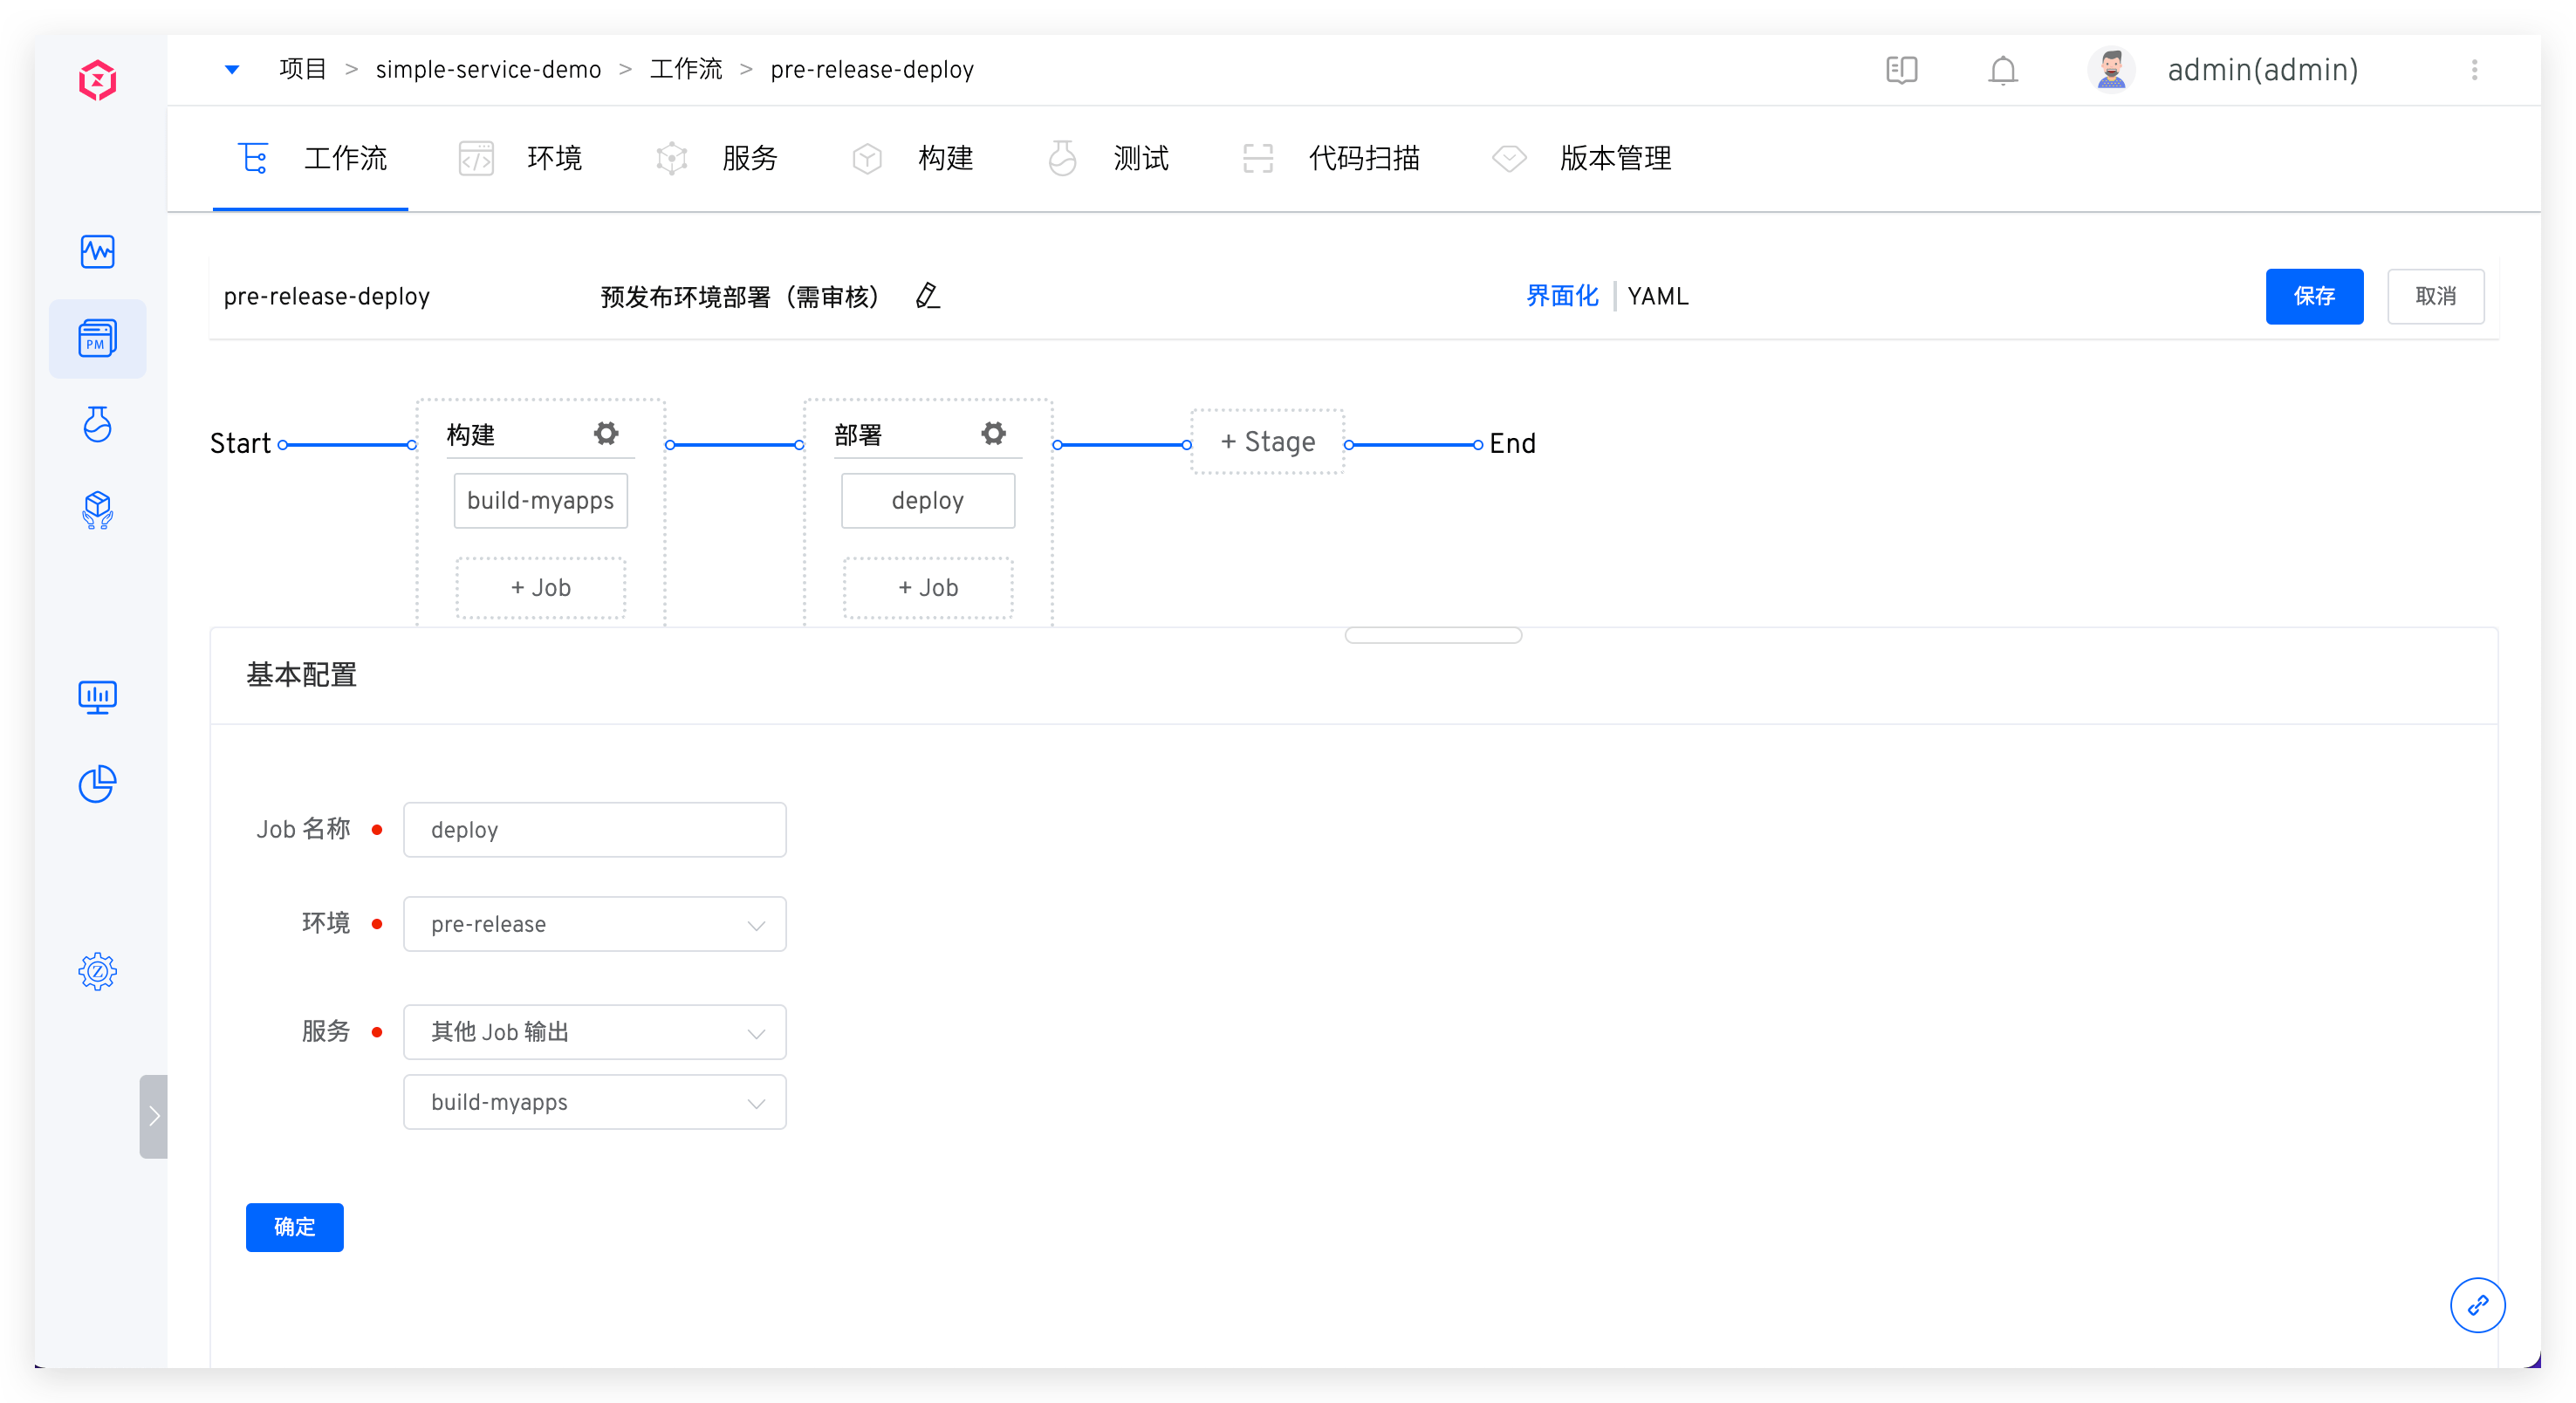 项目 > simple-service-demo > 工作流 > pre-release-deploy
admin(admin)
工作流 环境 服务 构建 测试 代码扫描 版本管理
PM
pre-release-deploy 预发布环境部署（需审核） 界面化 | YAML 保存 取消
Start 构建 部署 + Stage End
build-myapps deploy
+ Job + Job
基本配置
Job 名称 deploy
环境 pre-release
服务 其他 Job 输出
build-myapps
确定